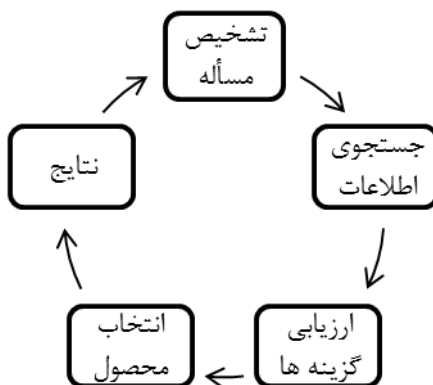 تشخیص
مسأله
جستجوی
اطلاعات
ارزیابی
گزینه ها
انتخاب
محصول
نتایج